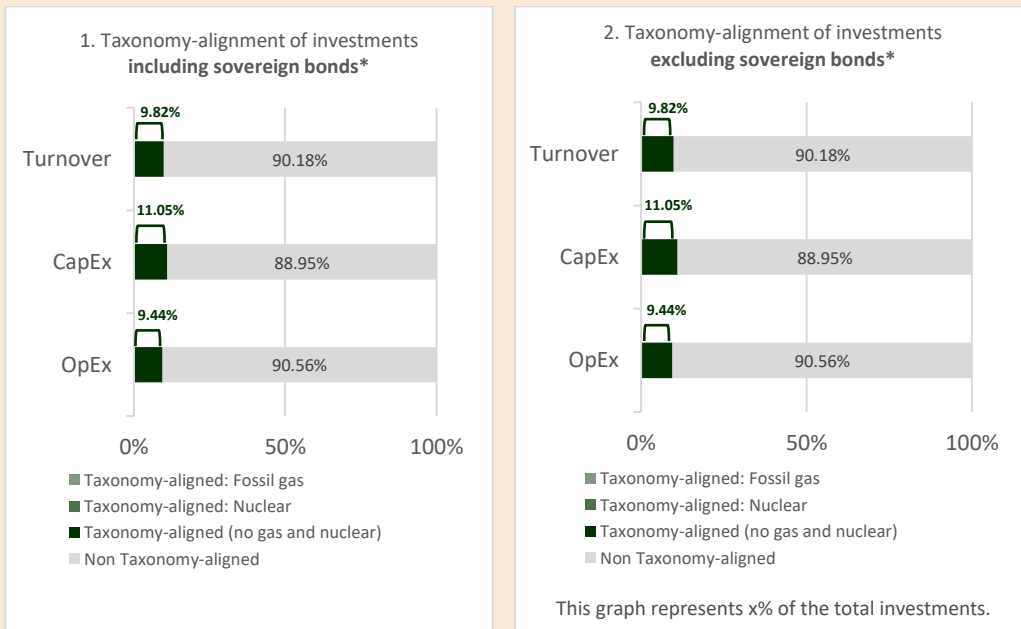 1. Taxonomy-alignment of investments
including sovereign bonds*
9.82%
Turnover
90.18%
11.05%
CapEx
88.95%
9.44%
OpEx
90.56%
0%
50%
100%
Taxonomy-aligned: Fossil gas
Taxonomy-aligned: Nuclear
Taxonomy-aligned (no gas and nuclear)
Non Taxonomy-aligned
2. Taxonomy-alignment of investments
excluding sovereign bonds*
9.82%
Turnover
90.18%
11.05%
CapEx
88.95%
9.44%
OpEx
90.56%
0%
50%
100%
Taxonomy-aligned: Fossil gas
Taxonomy-aligned: Nuclear
Taxonomy-aligned (no gas and nuclear)
Non Taxonomy-aligned
This graph represents x% of the total investments.